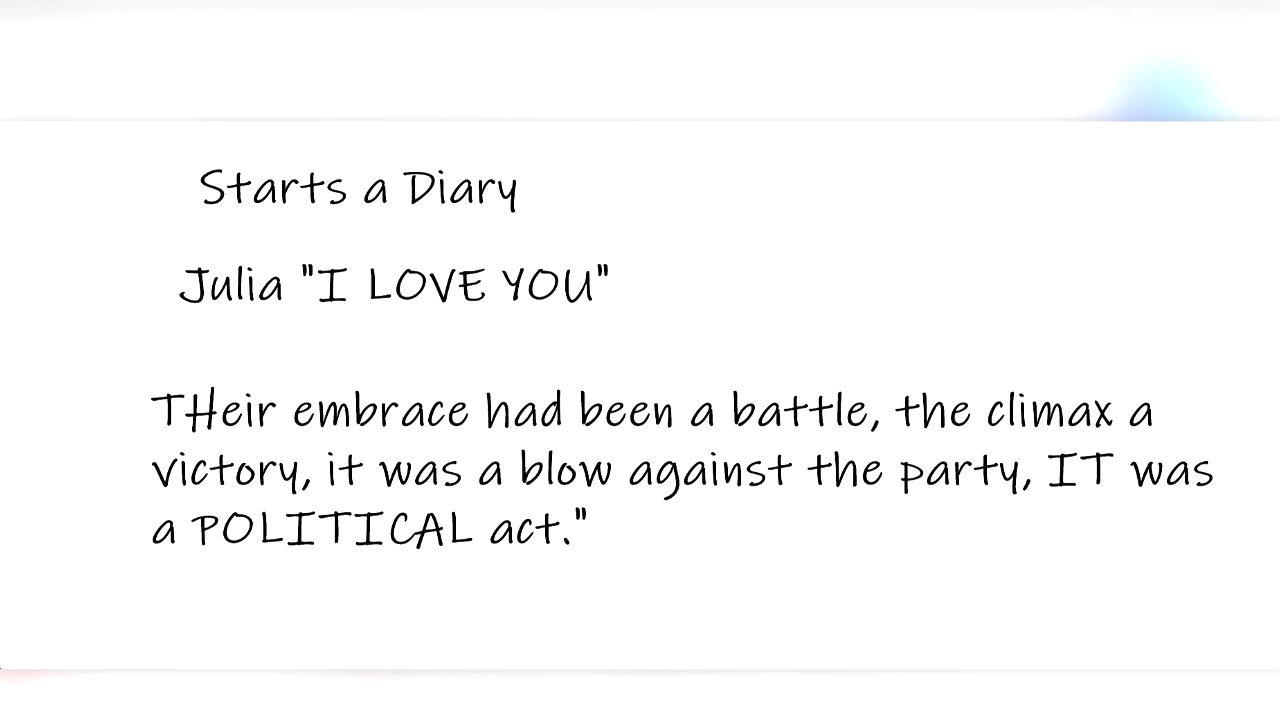 Starts a Diary
Julia "I LOVE YOU"
THeir embrace had been a battle, the climax a
victory, it was a blow against the party, IT was
a POLITICAL act."